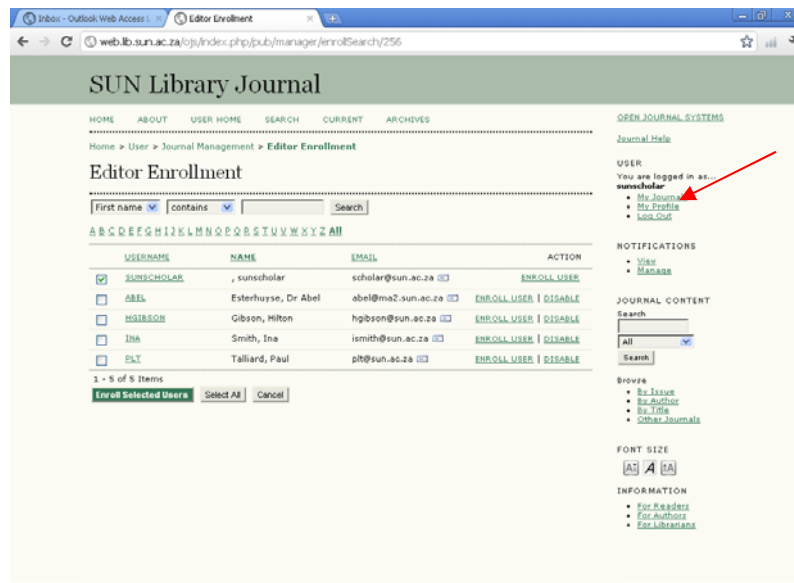 Inbox - Outlook Web Access L
Editor Enrollment
web.lib.sun.ac.za/ojs/index.php/pub/manager/enrollSearch/256
SUN Library Journal
HOME ABOUT USER HOME SEARCH CURRENT ARCHIVES
Home > User > Journal Management > Editor Enrollment
Editor Enrollment
First name contains Search
A B C D E F G H I J K L M N O P Q R S T U V W X Y Z All
USERNAME NAME EMAIL ACTION
SUNSCHOLAR , sunscholar scholar@sun.ac.za ENROLL USER
ABEL Esterhuyse, Dr Abel abel@ma2.sun.ac.za ENROLL USER | DISABLE
HGIBSON Gibson, Hilton hgibson@sun.ac.za ENROLL USER | DISABLE
INA Smith, Ina ismith@sun.ac.za ENROLL USER | DISABLE
PLT Talliard, Paul plt@sun.ac.za ENROLL USER | DISABLE
1 - 5 of 5 Items
Enroll Selected Users Select All Cancel
OPEN JOURNAL SYSTEMS
Journal Help
USER
You are logged in as...
sunscholar
My Journals
My Profile
Log Out
NOTIFICATIONS
View
Manage
JOURNAL CONTENT
Search
All
Search
Browse
By Issue
By Author
By Title
Other Journals
FONT SIZE
A A A
INFORMATION
For Readers
For Authors
For Librarians